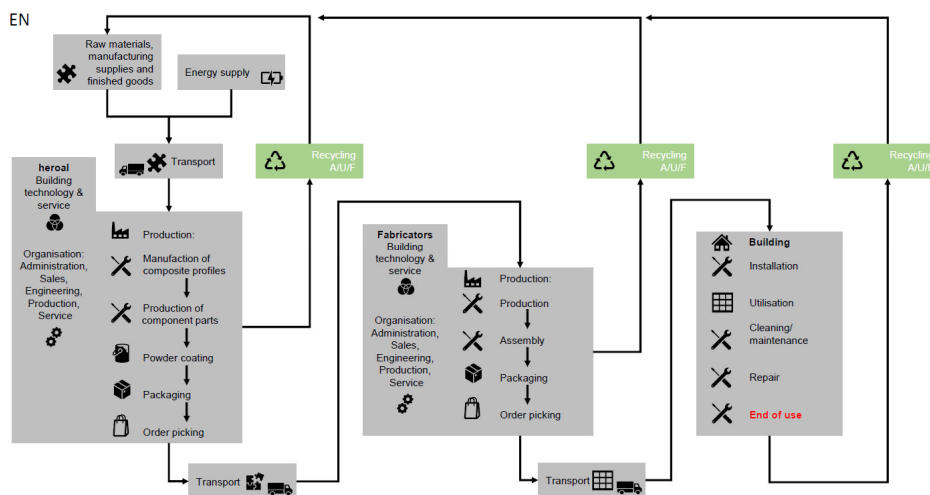 EN
Raw materials,
manufacturing
supplies and
finished goods
Energy supply
Transport
Recycling
A/U/F
Recycling
A/U/F
Recycling
A/U/F
heroal
Building
technology &
service
Organisation:
Administration,
Sales,
Engineering,
Production,
Service
Production:
Manufaction of
composite profiles
Production of
component parts
Powder coating
Packaging
Order picking
Transport
Fabricators
Building
technology &
service
Organisation:
Administration,
Sales,
Engineering,
Production,
Service
Production:
Production
Assembly
Packaging
Order picking
Transport
Building
Installation
Utilisation
Cleaning/
maintenance
Repair
End of use